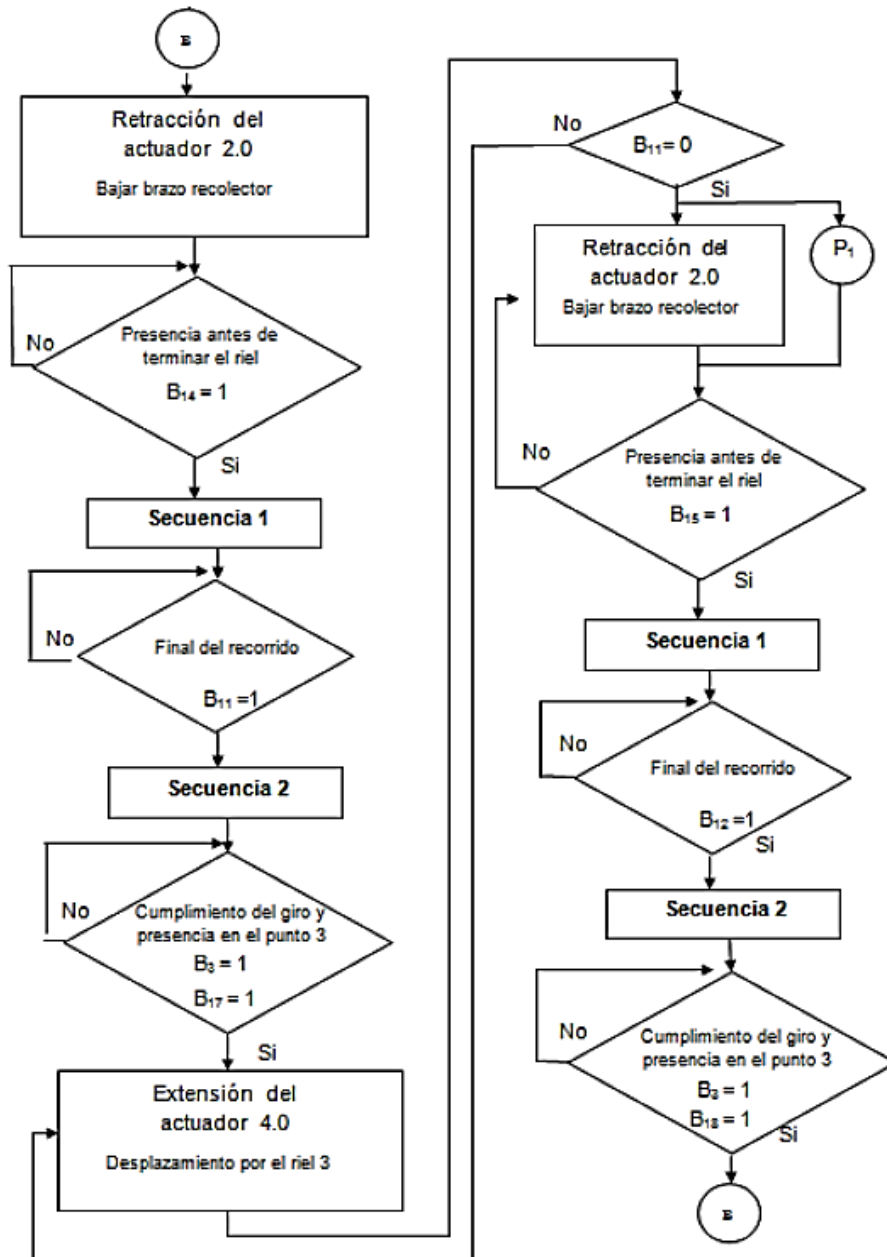 E
Retracción del
actuador 2.0
Bajar brazo recolector
No
Presencia antes de
terminar el riel
B₁₄ = 1
Si
Secuencia 1
No
Final del recorrido
B₁₁ =1
Secuencia 2
No
Cumplimiento del giro y
presencia en el punto 3
B₃ = 1
B₁₇ = 1
Si
Extensión del
actuador 4.0
Desplazamiento por el riel 3
No
B₁₁= 0
Si
Retracción del
actuador 2.0
Bajar brazo recolector
P₁
No
Presencia antes de
terminar el riel
B₁₅ = 1
Si
Secuencia 1
No
Final del recorrido
B₁₂ =1
Si
Secuencia 2
No
Cumplimiento del giro y
presencia en el punto 3
B₃ = 1
B₁₈ = 1
Si
E